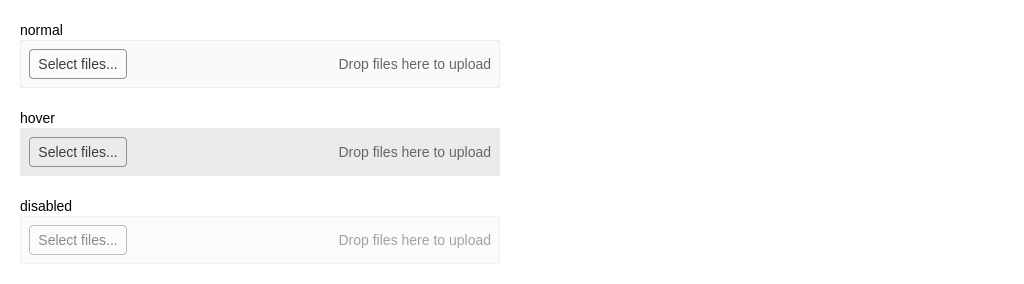 normal
Select files... Drop files here to upload
hover
Select files... Drop files here to upload
disabled
Select files... Drop files here to upload